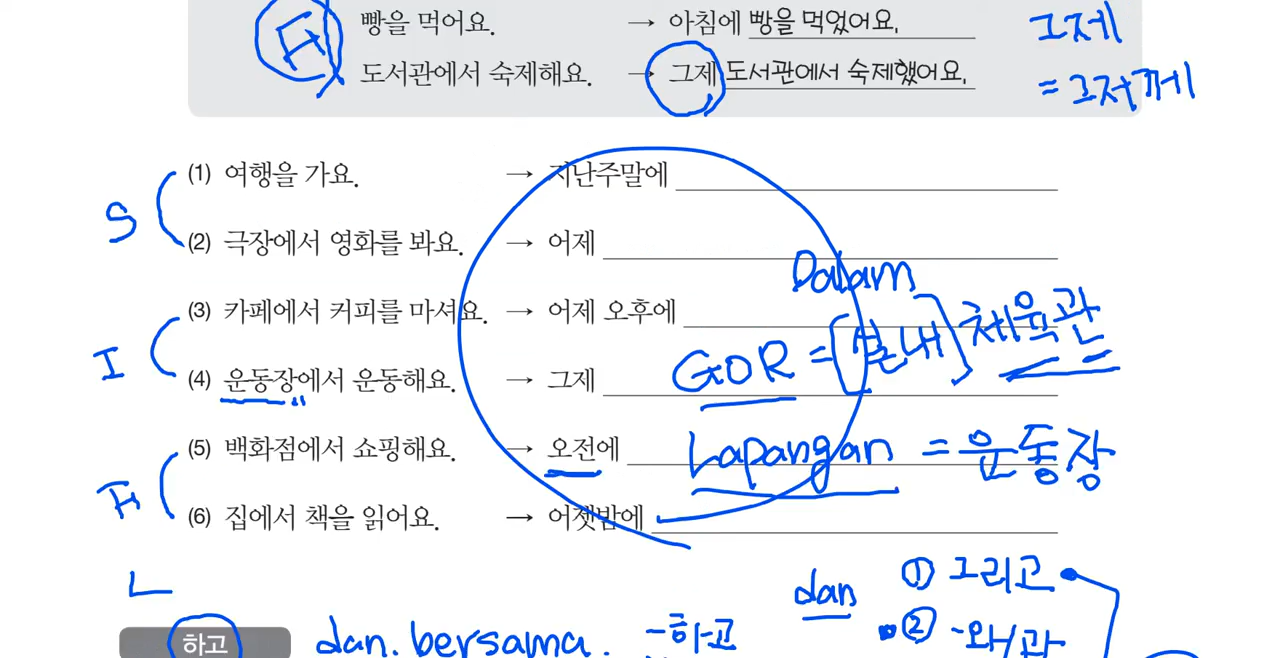 빵을 먹어요. → 아침에 빵을 먹었어요. 그제
도서관에서 숙제해요. → 그제 도서관에서 숙제했어요. = 그저께
(1) 여행을 가요. → 지난주말에
S
(2) 극장에서 영화를 봐요. → 어제
Dalam
(3) 카페에서 커피를 마셔요. → 어제 오후에
I GOR = [실내] 체육관
(4) 운동장에서 운동해요. → 그제
(5) 백화점에서 쇼핑해요. → 오전에 Lapangan = 운동장
(6) 집에서 책을 읽어요. → 어젯밤에
dan ① 그리고
하고 dan. bersama. -하고 ② -와/과